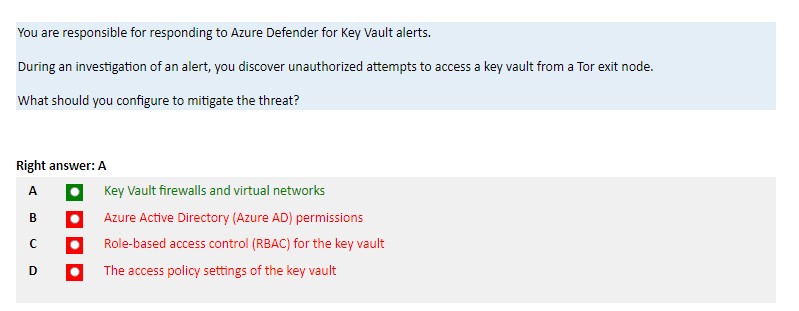 You are responsible for responding to Azure Defender for Key Vault alerts.
During an investigation of an alert, you discover unauthorized attempts to access a key vault from a Tor exit node.
What should you configure to mitigate the threat?
Right answer: A
A Key Vault firewalls and virtual networks
B Azure Active Directory (Azure AD) permissions
C Role-based access control (RBAC) for the key vault
D The access policy settings of the key vault